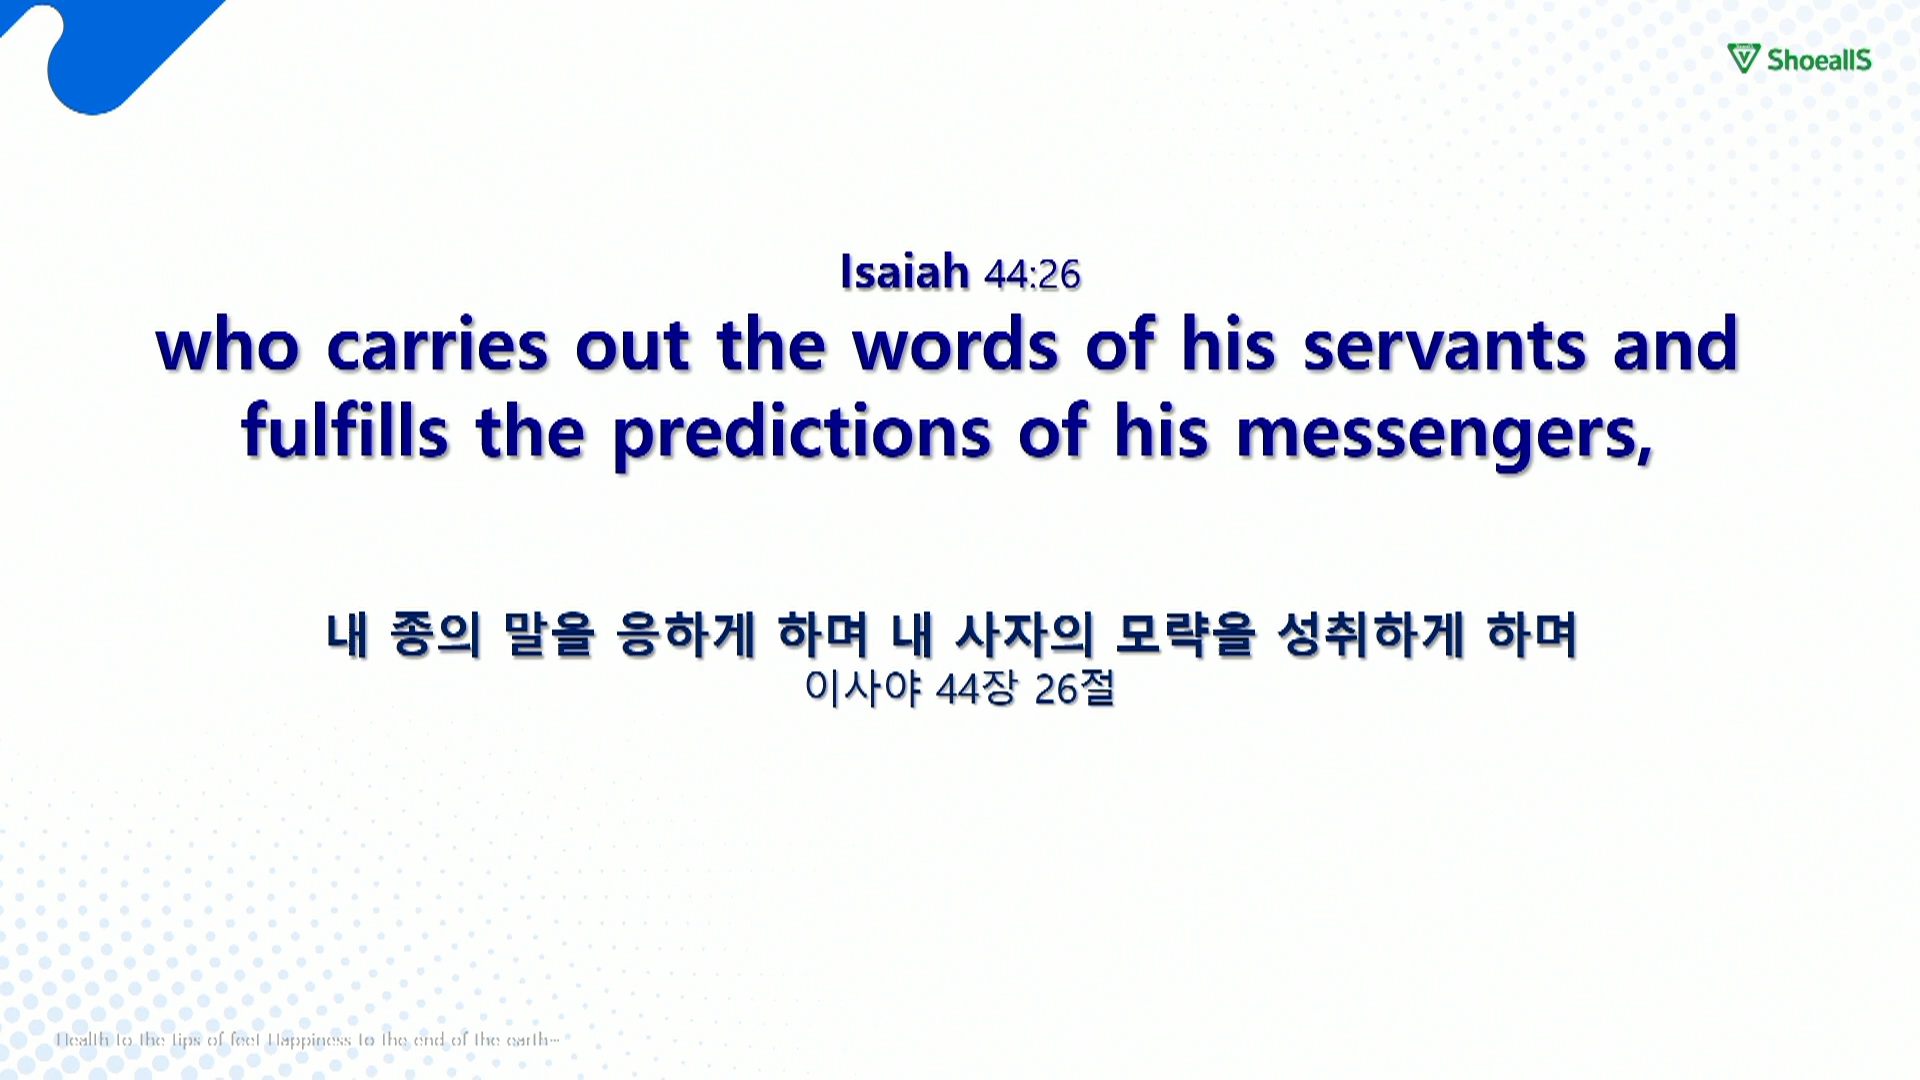 ShoeallS
Isaiah 44:26
who carries out the words of his servants and
fulfills the predictions of his messengers,
내 종의 말을 응하게 하며 내 사자의 모략을 성취하게 하며
이사야 44장 26절
Health to the tips of feet Happiness to the end of the earth···